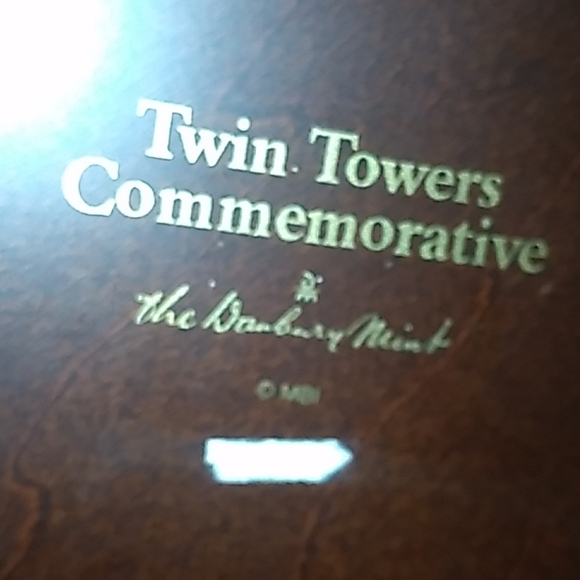 Twin Towers
Commemorative
the Danbury Mint
© MBI